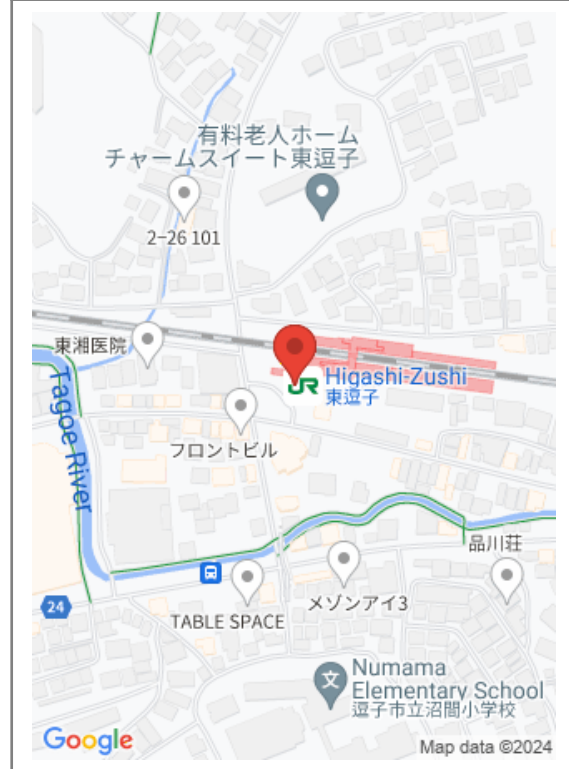 有料老人ホーム
チャームスイート東逗子
2-26 101
東湘医院
JR
Higashi-Zushi
東逗子
Tagoe River
フロントビル
品川荘
24
TABLE SPACE
メゾンアイ3
文
Numama
Elementary School
逗子市立沼間小学校
Google
Map data ©2024